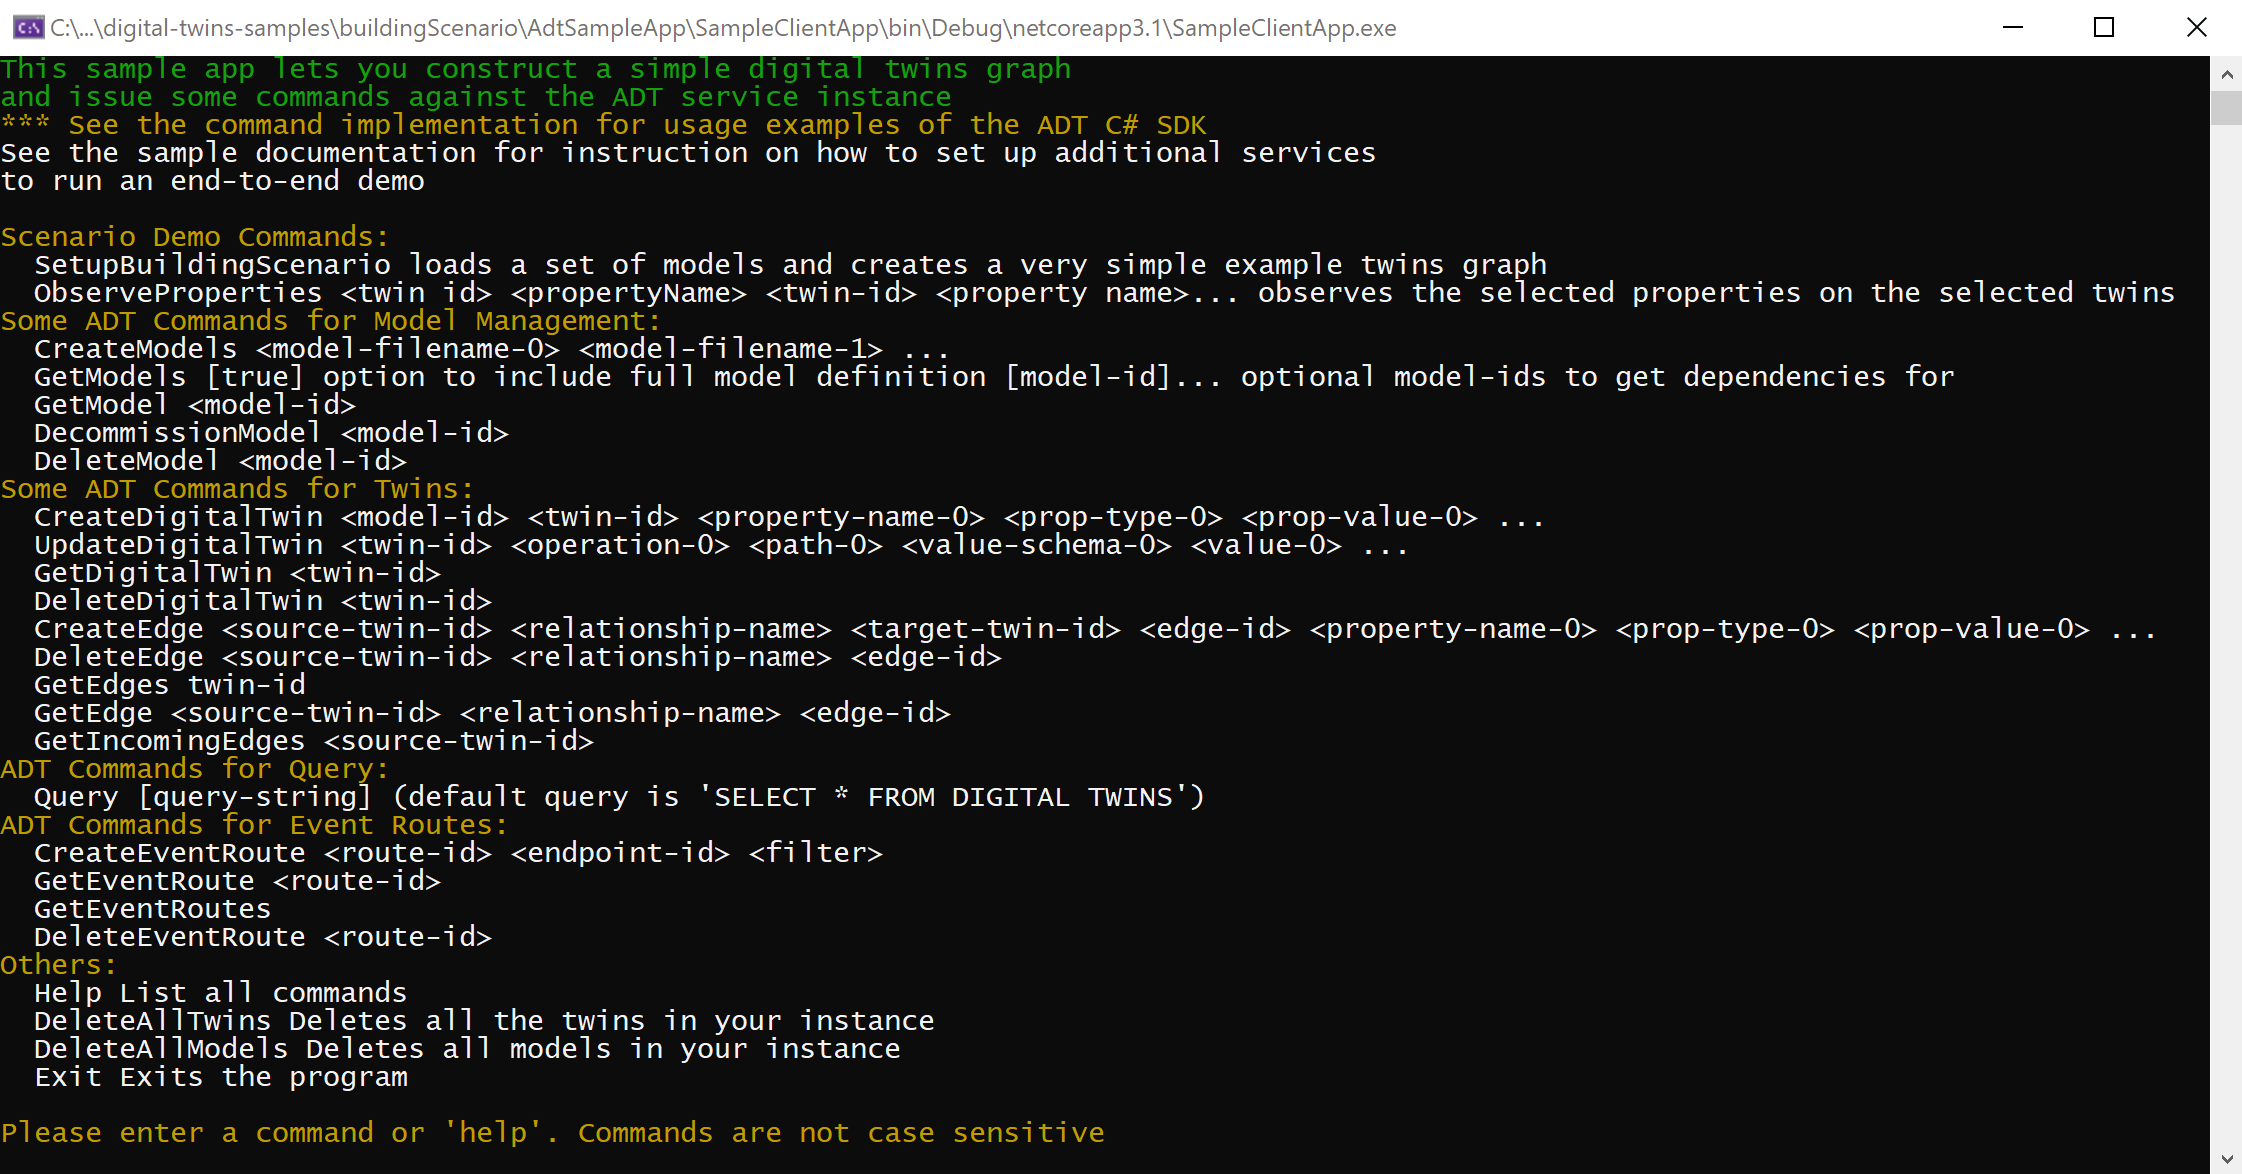 C:\...\digital-twins-samples\buildingScenario\AdtSampleApp\SampleClientApp\bin\Debug\netcoreapp3.1\SampleClientApp.exe
This sample app lets you construct a simple digital twins graph
and issue some commands against the ADT service instance
*** See the command implementation for usage examples of the ADT C# SDK
See the sample documentation for instruction on how to set up additional services
to run an end-to-end demo
Scenario Demo Commands:
SetupBuildingScenario loads a set of models and creates a very simple example twins graph
ObserveProperties <twin id> <propertyName> <twin-id> <property name>... observes the selected properties on the selected twins
Some ADT Commands for Model Management:
CreateModels <model-filename-0> <model-filename-1> ...
GetModels [true] option to include full model definition [model-id]... optional model-ids to get dependencies for
GetModel <model-id>
DecommissionModel <model-id>
DeleteModel <model-id>
Some ADT Commands for Twins:
CreateDigitalTwin <model-id> <twin-id> <property-name-0> <prop-type-0> <prop-value-0> ...
UpdateDigitalTwin <twin-id> <operation-0> <path-0> <value-schema-0> <value-0> ...
GetDigitalTwin <twin-id>
DeleteDigitalTwin <twin-id>
CreateEdge <source-twin-id> <relationship-name> <target-twin-id> <edge-id> <property-name-0> <prop-type-0> <prop-value-0> ...
DeleteEdge <source-twin-id> <relationship-name> <edge-id>
GetEdges twin-id
GetEdge <source-twin-id> <relationship-name> <edge-id>
GetIncomingEdges <source-twin-id>
ADT Commands for Query:
Query [query-string] (default query is 'SELECT * FROM DIGITAL TWINS')
ADT Commands for Event Routes:
CreateEventRoute <route-id> <endpoint-id> <filter>
GetEventRoute <route-id>
GetEventRoutes
DeleteEventRoute <route-id>
Others:
Help List all commands
DeleteAllTwins Deletes all the twins in your instance
DeleteAllModels Deletes all models in your instance
Exit Exits the program
Please enter a command or 'help'. Commands are not case sensitive